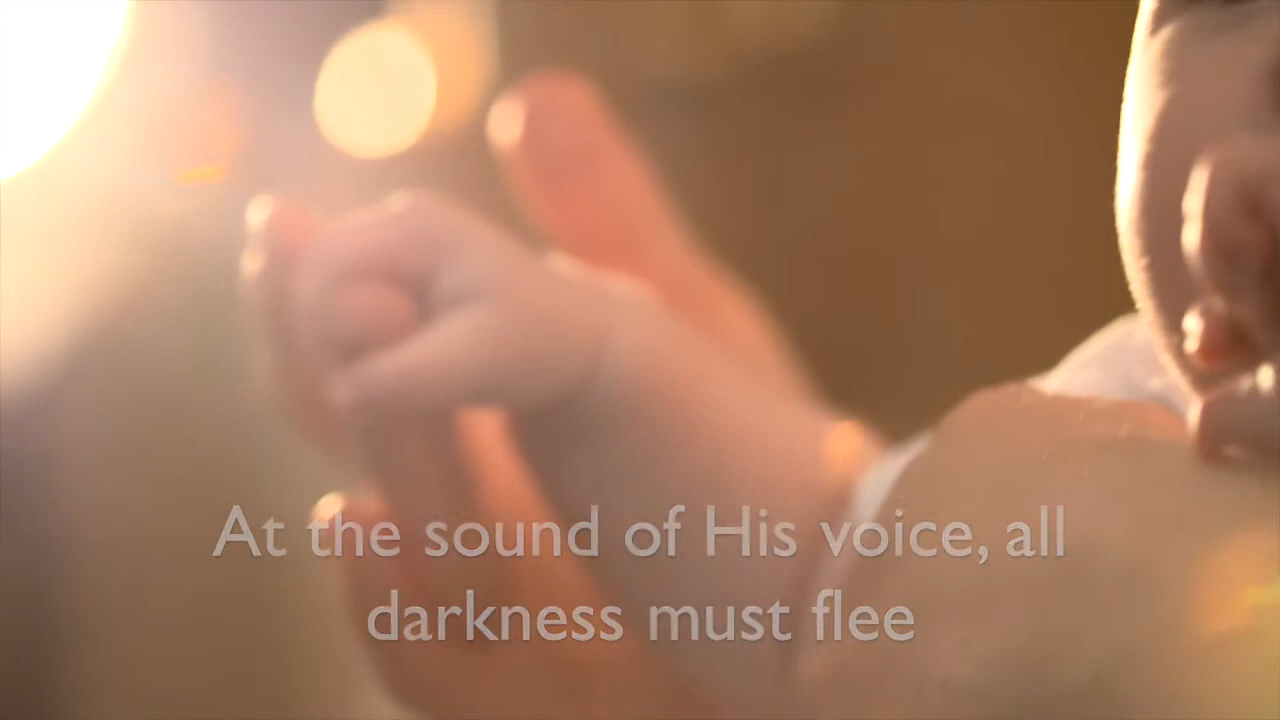 At the sound of His voice, all
darkness must flee